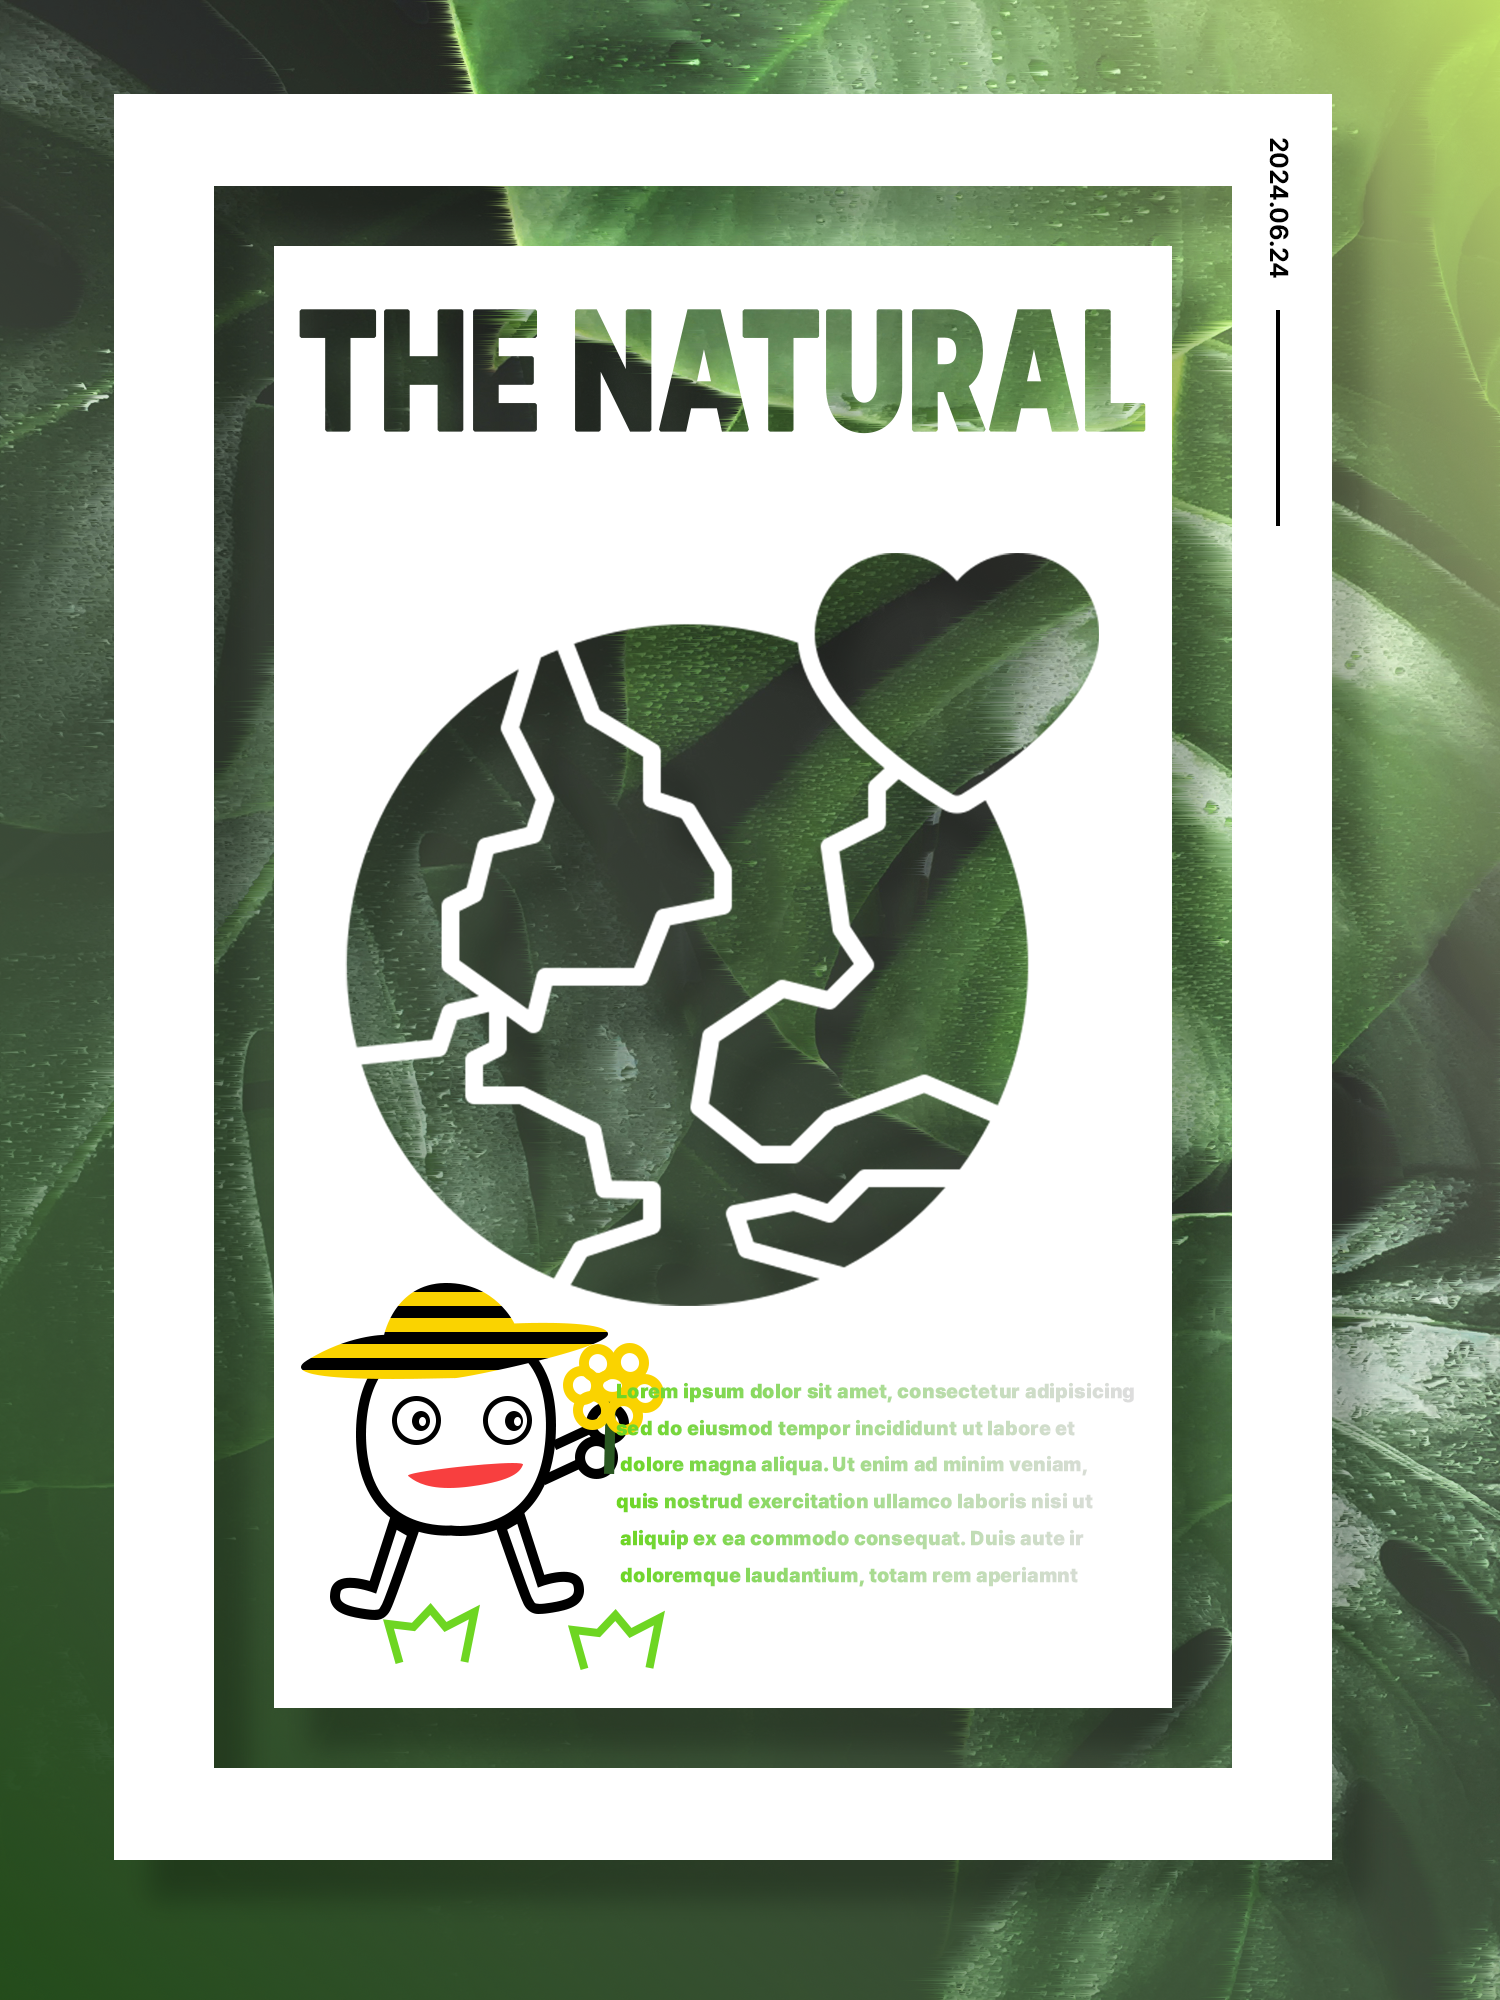 2024.06.24
THE NATURAL
Lorem ipsum dolor sit amet, consectetur adipisicing
sed do eiusmod tempor incididunt ut labore et
dolore magna aliqua. Ut enim ad minim veniam,
quis nostrud exercitation ullamco laboris nisi ut
aliquip ex ea commodo consequat. Duis aute ir
doloremque laudantium, totam rem aperiamnt